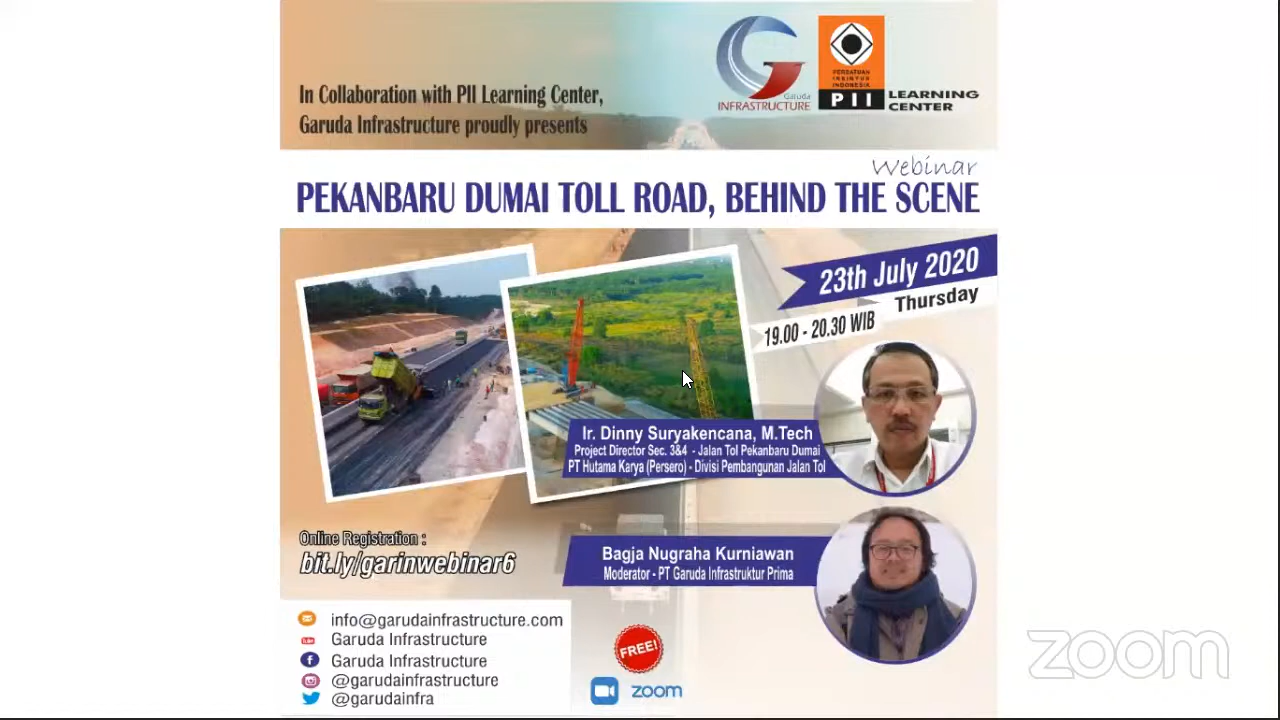 In Collaboration with PII Learning Center,
Garuda Infrastructure proudly presents
Garuda
INFRASTRUCTURE
PERSATUAN
INSINYUR
INDONESIA
PII
LEARNING
CENTER
Webinar
PEKANBARU DUMAI TOLL ROAD, BEHIND THE SCENE
23th July 2020
Thursday
19.00 - 20.30 WIB
Ir. Dinny Suryakencana, M.Tech
Project Director Sec. 3&4 - Jalan Tol Pekanbaru Dumai
PT Hutama Karya (Persero) - Divisi Pembangunan Jalan Tol
Online Registration :
bit.ly/garinwebinar6
Bagja Nugraha Kurniawan
Moderator - PT Garuda Infrastruktur Prima
info@garudainfrastructure.com
Garuda Infrastructure
Garuda Infrastructure
@garudainfrastructure
@garudainfra
FREE!
zoom
zoom